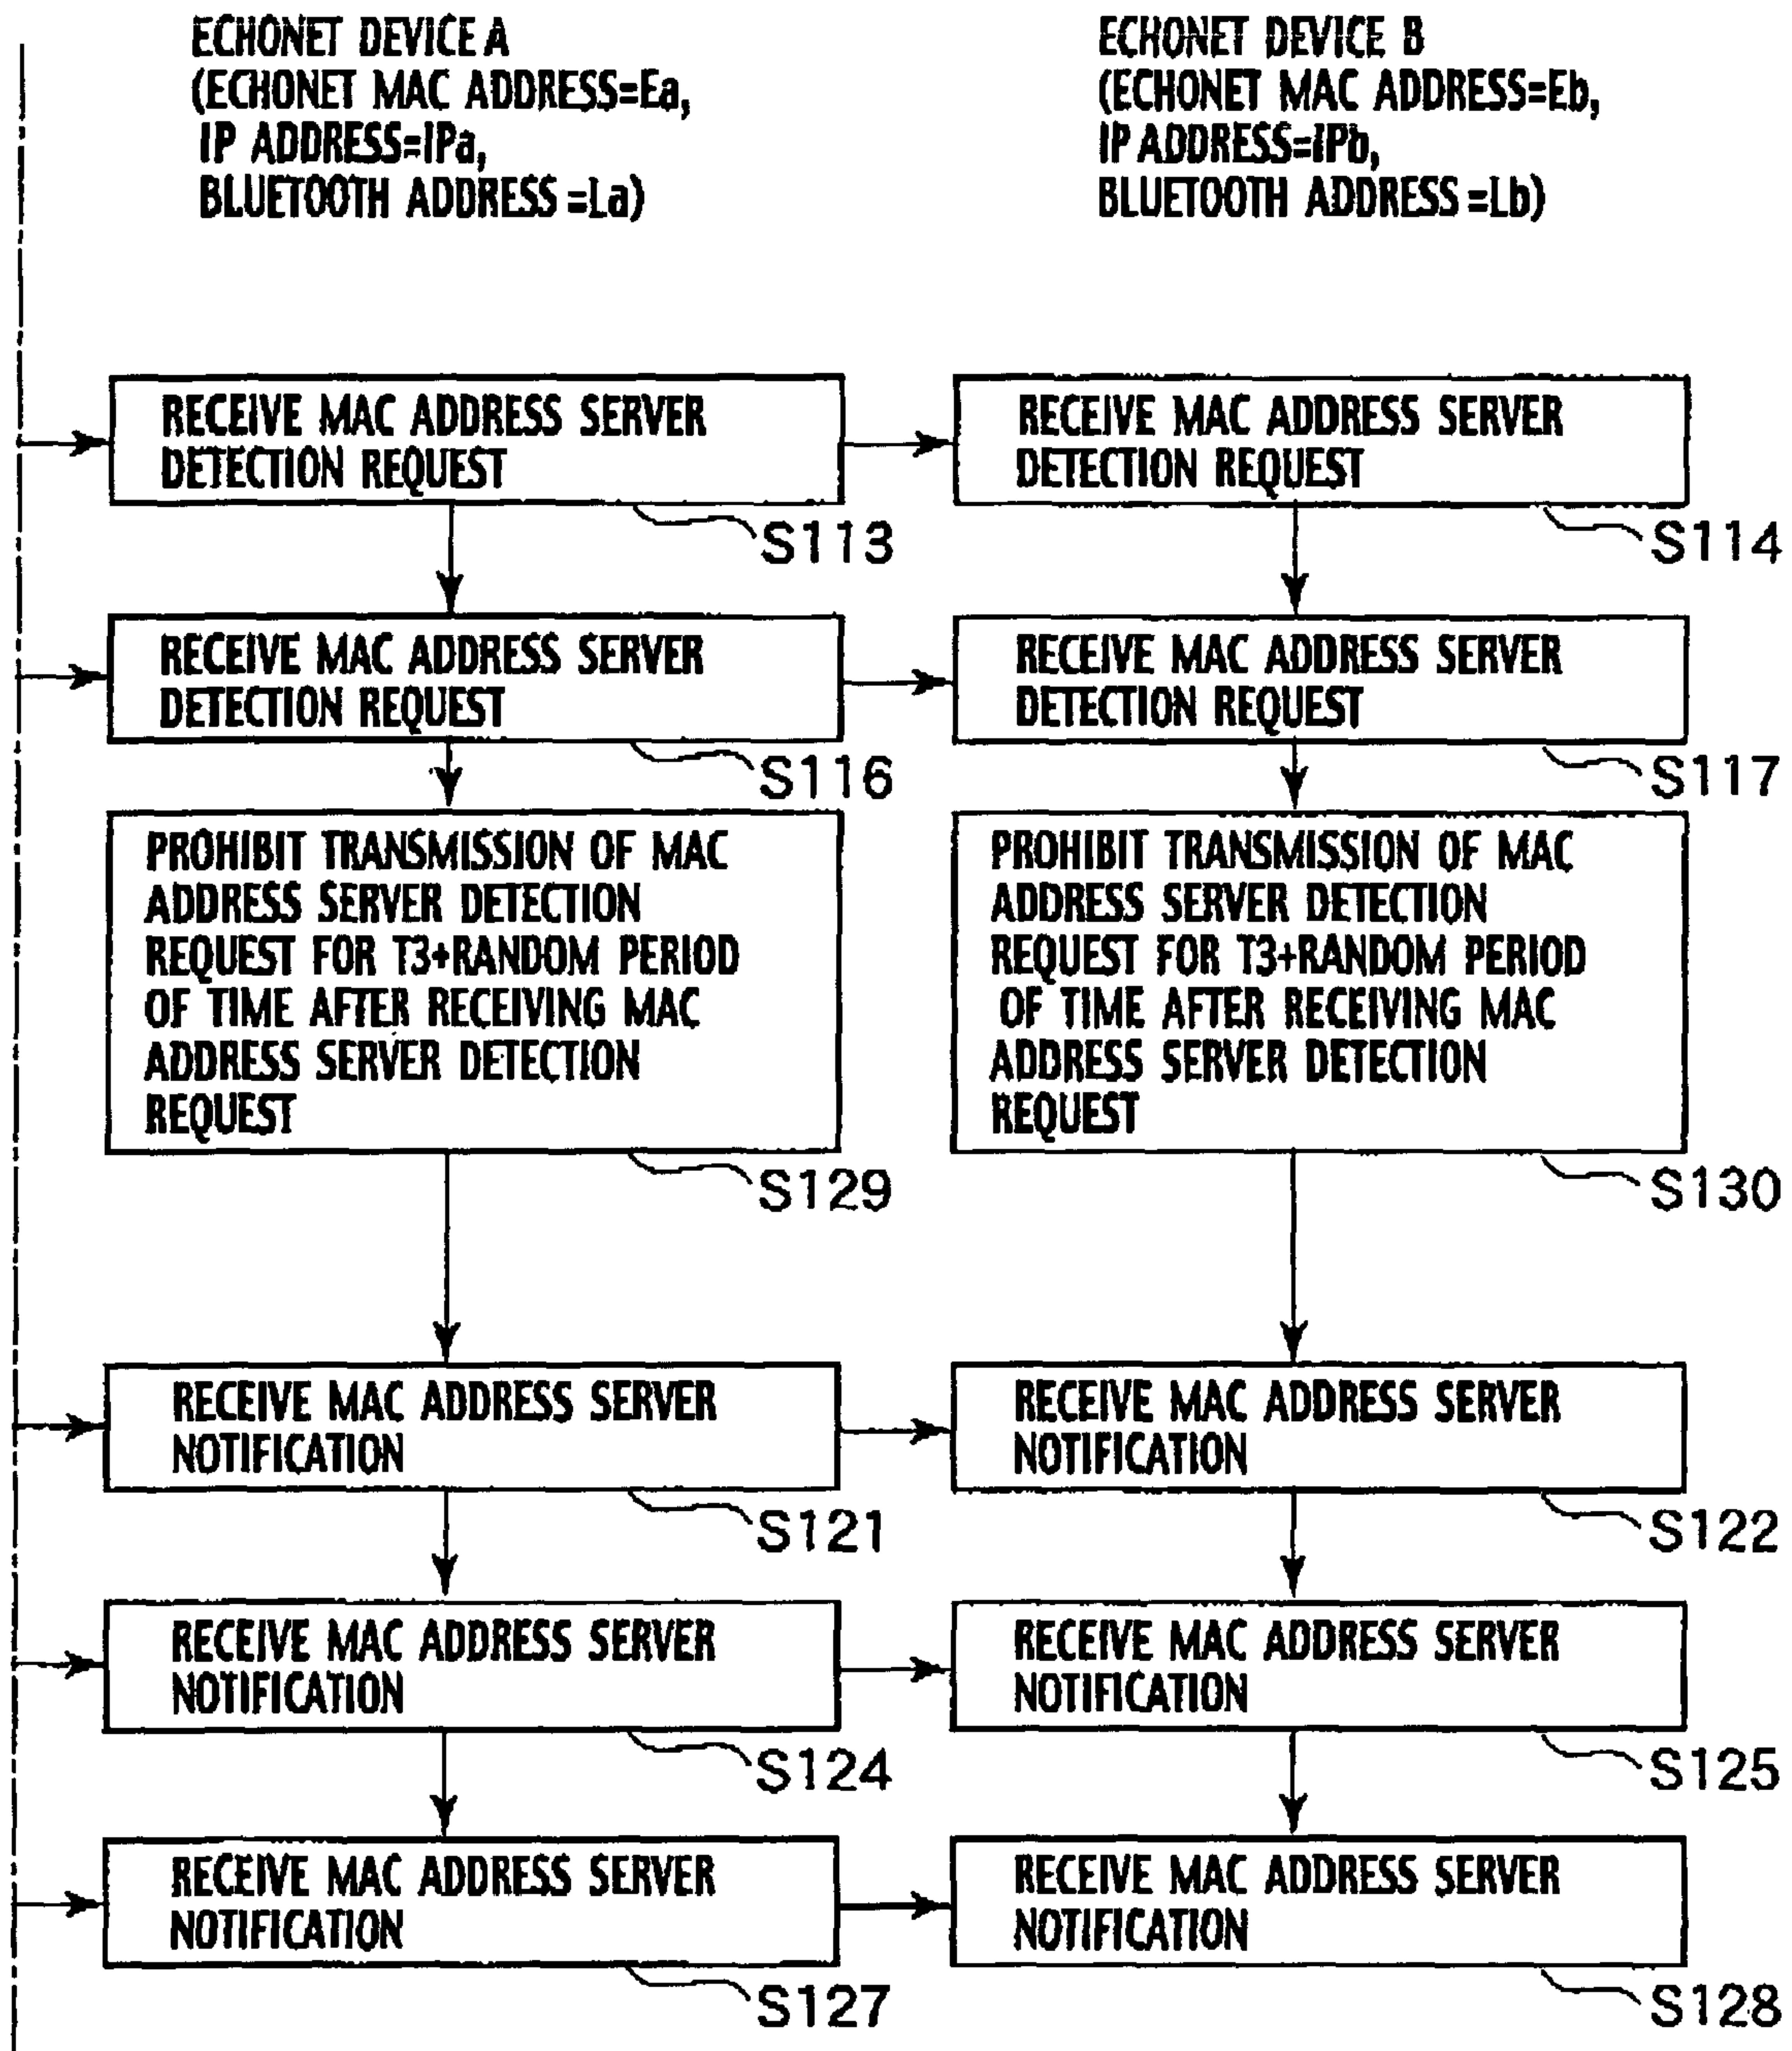 ECHONET DEVICE A
(ECHONET MAC ADDRESS=Ea,
IP ADDRESS=IPa,
BLUETOOTH ADDRESS=La)
ECHONET DEVICE B
(ECHONET MAC ADDRESS=Eb,
IP ADDRESS=IPb,
BLUETOOTH ADDRESS=Lb)
RECEIVE MAC ADDRESS SERVER
DETECTION REQUEST
S113
RECEIVE MAC ADDRESS SERVER
DETECTION REQUEST
S114
RECEIVE MAC ADDRESS SERVER
DETECTION REQUEST
S116
RECEIVE MAC ADDRESS SERVER
DETECTION REQUEST
S117
PROHIBIT TRANSMISSION OF MAC
ADDRESS SERVER DETECTION
REQUEST FOR T3+RANDOM PERIOD
OF TIME AFTER RECEIVING MAC
ADDRESS SERVER DETECTION
REQUEST
S129
PROHIBIT TRANSMISSION OF MAC
ADDRESS SERVER DETECTION
REQUEST FOR T3+RANDOM PERIOD
OF TIME AFTER RECEIVING MAC
ADDRESS SERVER DETECTION
REQUEST
S130
RECEIVE MAC ADDRESS SERVER
NOTIFICATION
S121
RECEIVE MAC ADDRESS SERVER
NOTIFICATION
S122
RECEIVE MAC ADDRESS SERVER
NOTIFICATION
S124
RECEIVE MAC ADDRESS SERVER
NOTIFICATION
S125
RECEIVE MAC ADDRESS SERVER
NOTIFICATION
S127
RECEIVE MAC ADDRESS SERVER
NOTIFICATION
S128